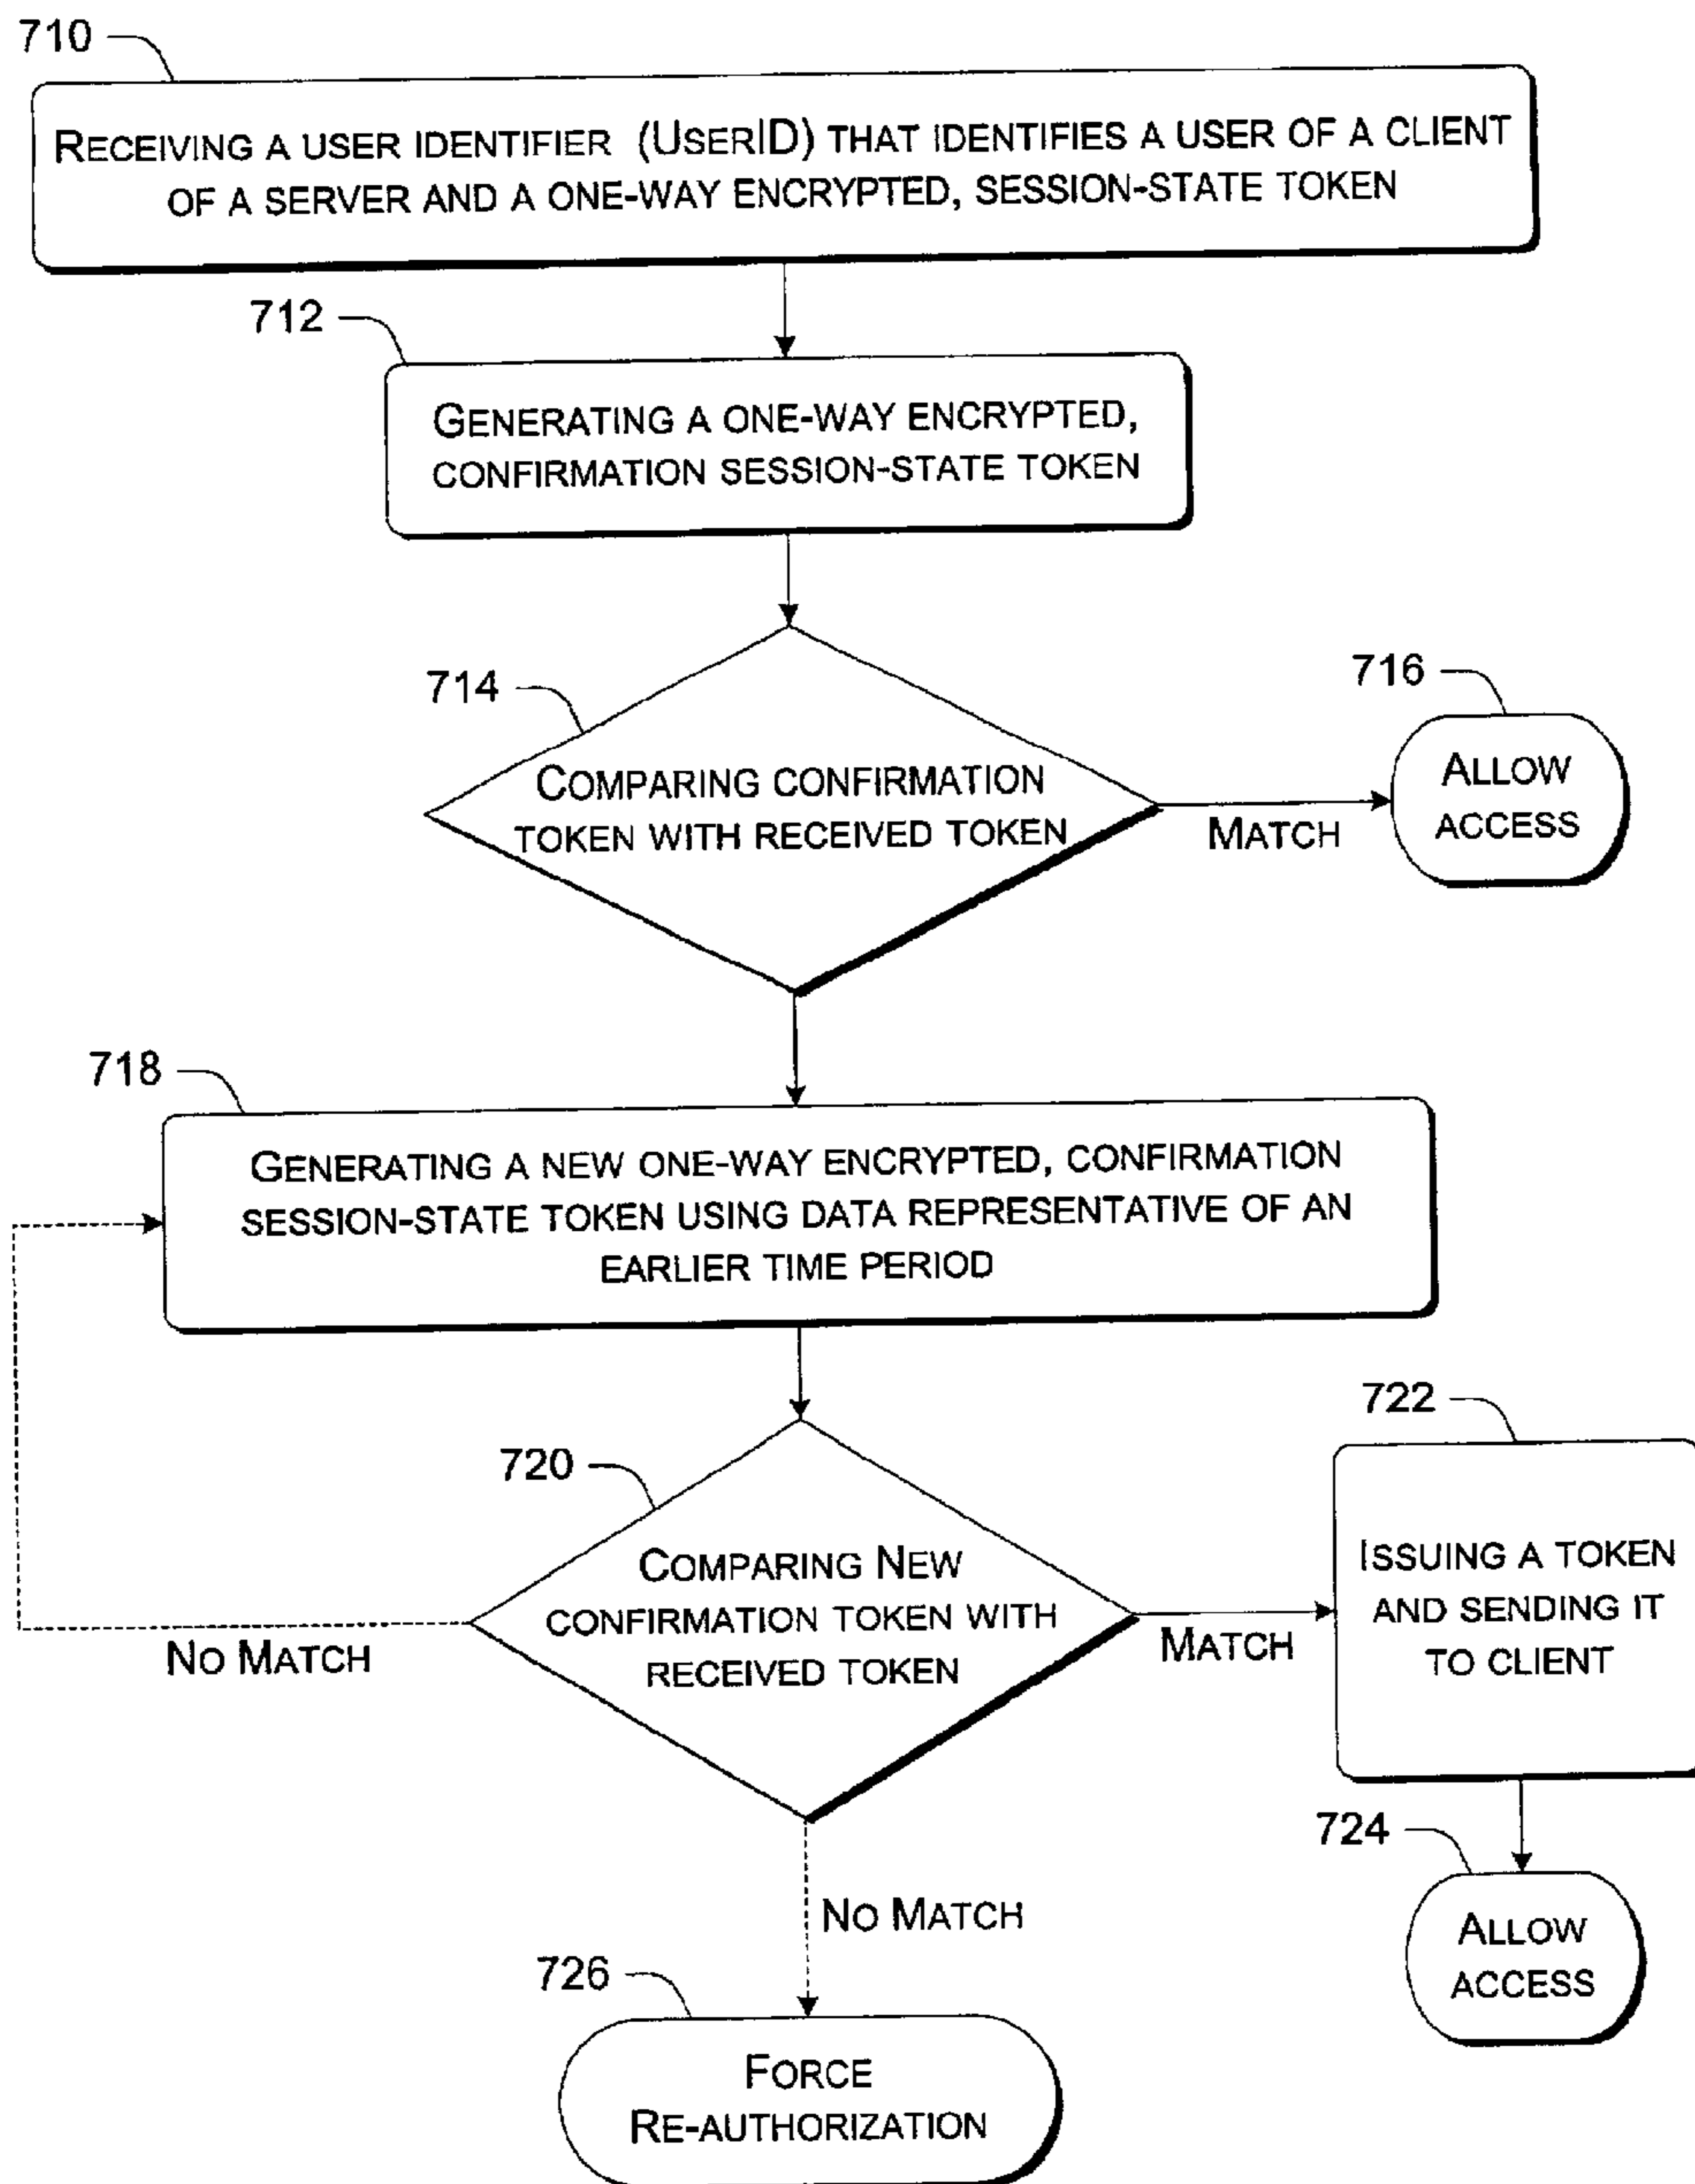 710
RECEIVING A USER IDENTIFIER (USERID) THAT IDENTIFIES A USER OF A CLIENT
OF A SERVER AND A ONE-WAY ENCRYPTED, SESSION-STATE TOKEN
712
GENERATING A ONE-WAY ENCRYPTED,
CONFIRMATION SESSION-STATE TOKEN
714
COMPARING CONFIRMATION
TOKEN WITH RECEIVED TOKEN
MATCH
716
ALLOW
ACCESS
718
GENERATING A NEW ONE-WAY ENCRYPTED, CONFIRMATION
SESSION-STATE TOKEN USING DATA REPRESENTATIVE OF AN
EARLIER TIME PERIOD
720
COMPARING NEW
CONFIRMATION TOKEN WITH
RECEIVED TOKEN
NO MATCH
MATCH
722
ISSUING A TOKEN
AND SENDING IT
TO CLIENT
724
ALLOW
ACCESS
NO MATCH
726
FORCE
RE-AUTHORIZATION